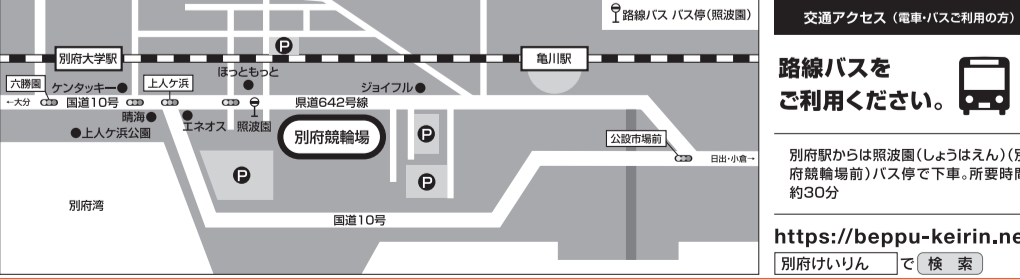 路線バス バス停(照波園)
P
別府大学駅
亀川駅
ほっともっと
六勝園
ケンタッキー
上人ケ浜
ジョイフル
←大分
国道10号
県道642号線
晴海
エネオス
照波園
上人ケ浜公園
別府競輪場
P
公設市場前
日出・小倉→
P
P
別府湾
国道10号
交通アクセス（電車・バスご利用の方）
路線バスを
ご利用ください。
別府駅からは照波園(しょうはえん)(別
府競輪場前)バス停で下車。所要時間
約30分
https://beppu-keirin.ne
別府けいりん で 検 索